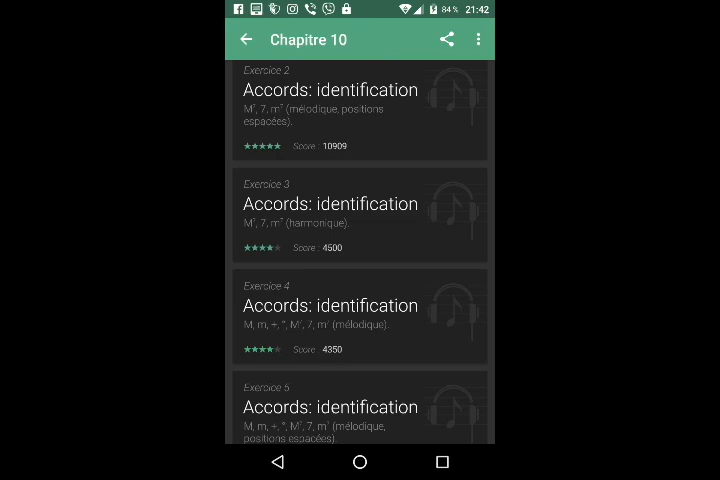 84 % 21:42
Chapitre 10
Exercice 2
Accords: identification
M⁷, 7, m⁷ (mélodique, positions
espacées).
★★★★★ Score : 10909
Exercice 3
Accords: identification
M⁷, 7, m⁷ (harmonique).
★★★★★ Score : 4500
Exercice 4
Accords: identification
M, m, +, °, M⁷, 7, m⁷ (mélodique).
★★★★★ Score : 4350
Exercice 5
Accords: identification
M, m, +, °, M⁷, 7, m⁷ (mélodique,
positions espacées).